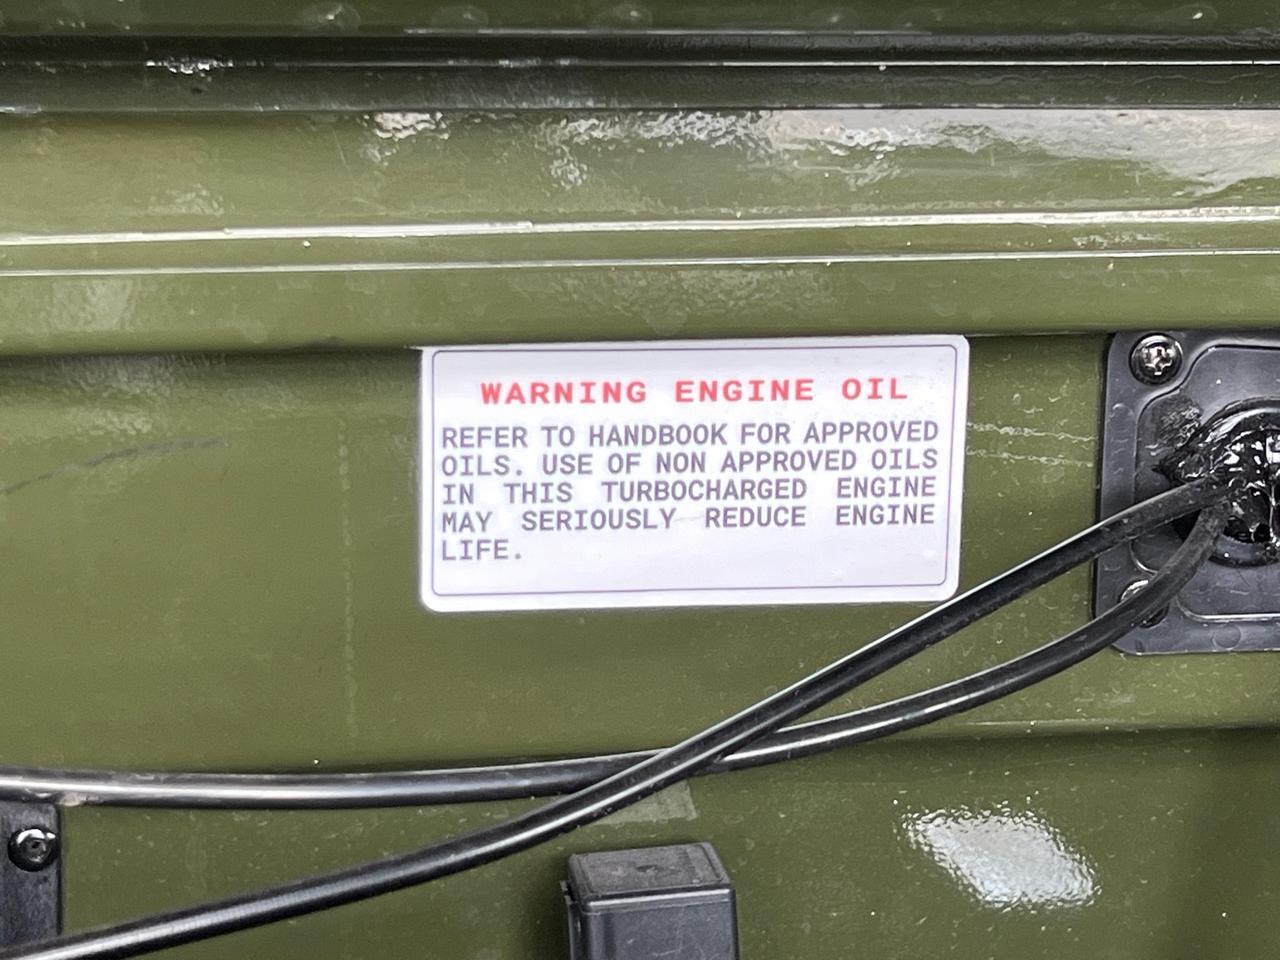 WARNING ENGINE OIL
REFER TO HANDBOOK FOR APPROVED
OILS. USE OF NON APPROVED OILS
IN THIS TURBOCHARGED ENGINE
MAY SERIOUSLY REDUCE ENGINE
LIFE.